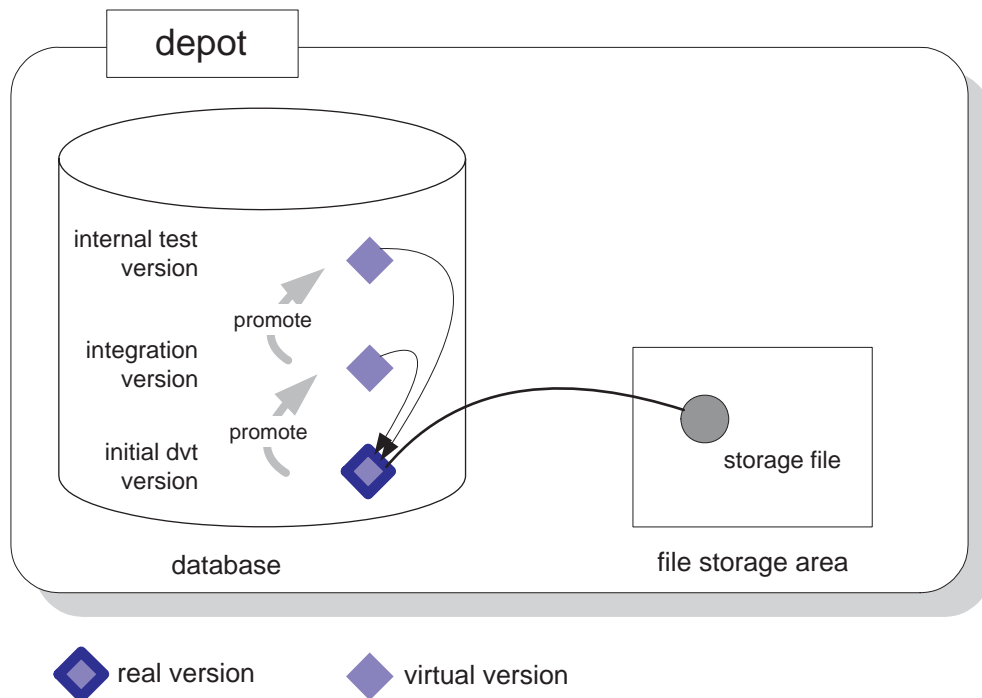 depot
internal test
version
promote
integration
version
promote
initial dvt
version
storage file
database
file storage area
real version
virtual version